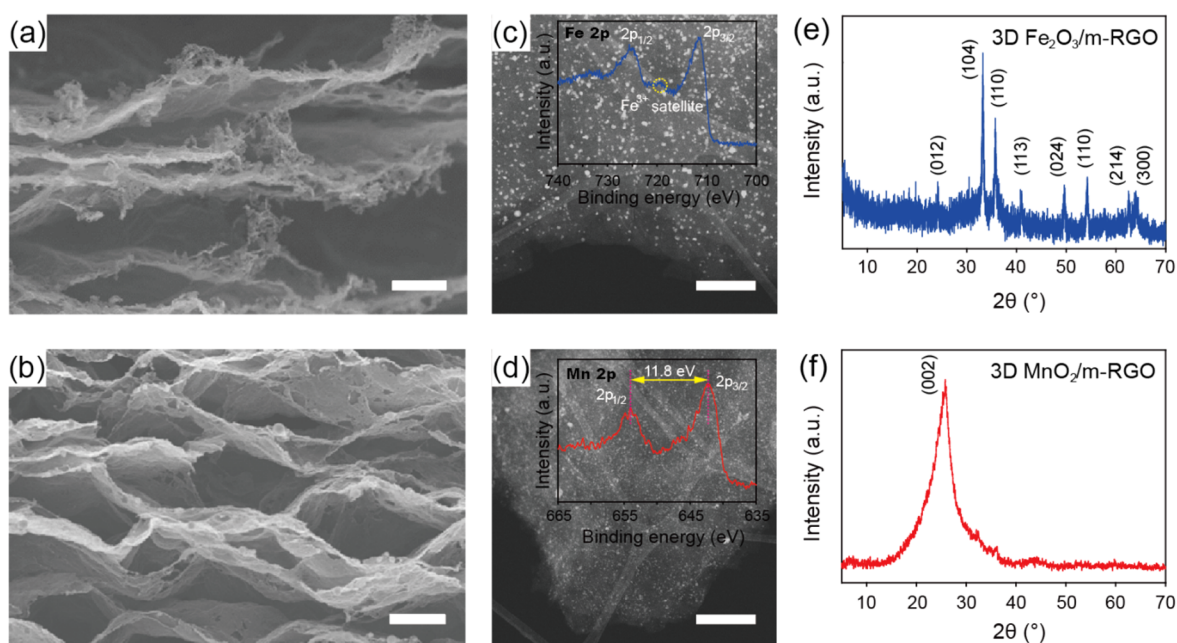 (a)
(c)
Fe 2p
2p1/2
2p3/2
Fe3+ satellite
Intensity (a.u.)
740 730 720 710 700
Binding energy (eV)
(e)
3D Fe2O3/m-RGO
(012)
(104)
(110)
(113)
(024)
(110)
(214)
(300)
Intensity (a.u.)
10 20 30 40 50 60 70
2θ (°)
(b)
(d)
Mn 2p
11.8 eV
2p1/2
2p3/2
Intensity (a.u.)
665 655 645 635
Binding energy (eV)
(f)
3D MnO2/m-RGO
(002)
Intensity (a.u.)
10 20 30 40 50 60 70
2θ (°)